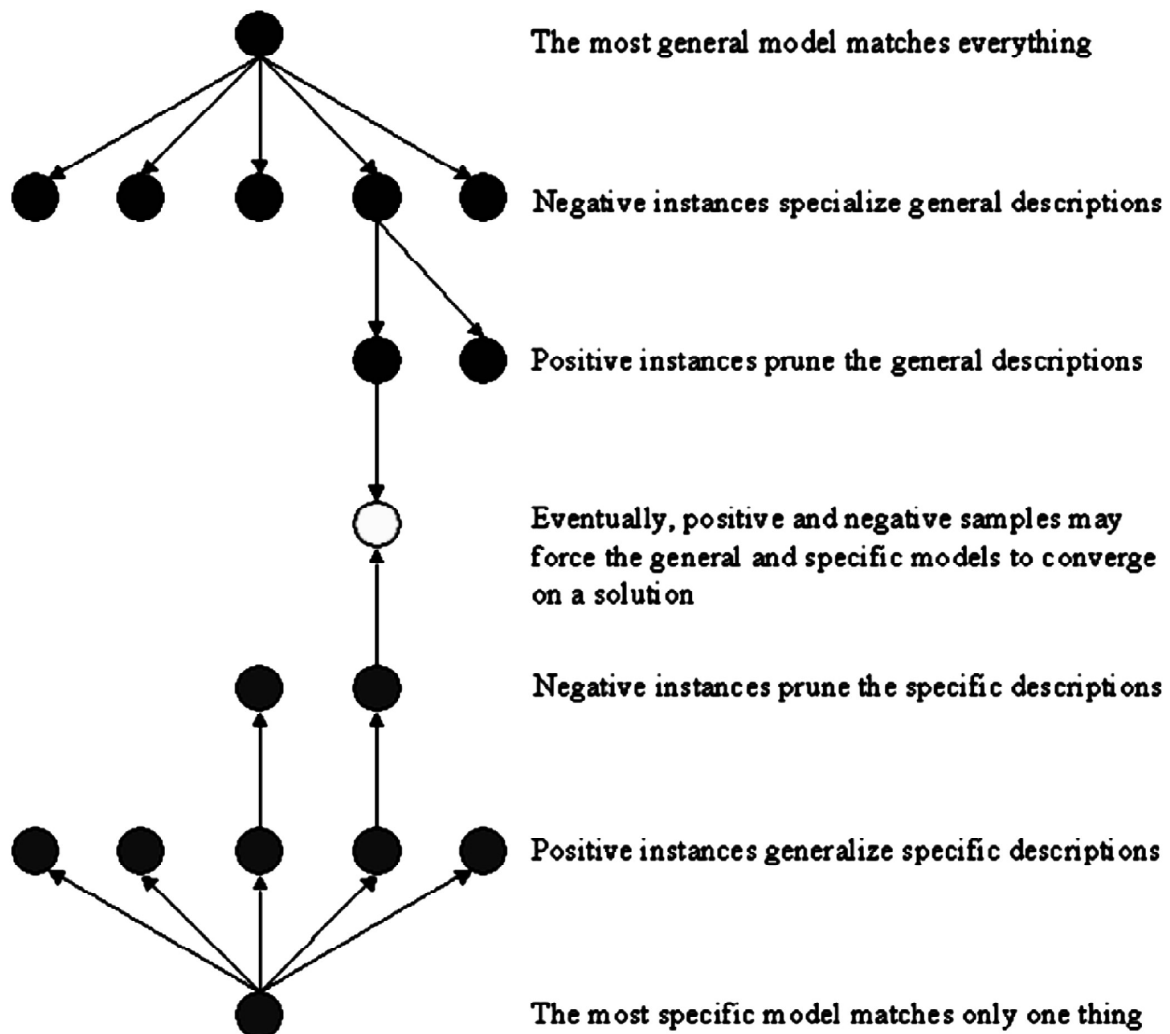 The most general model matches everything
Negative instances specialize general descriptions
Positive instances prune the general descriptions
Eventually, positive and negative samples may
force the general and specific models to converge
on a solution
Negative instances prune the specific descriptions
Positive instances generalize specific descriptions
The most specific model matches only one thing